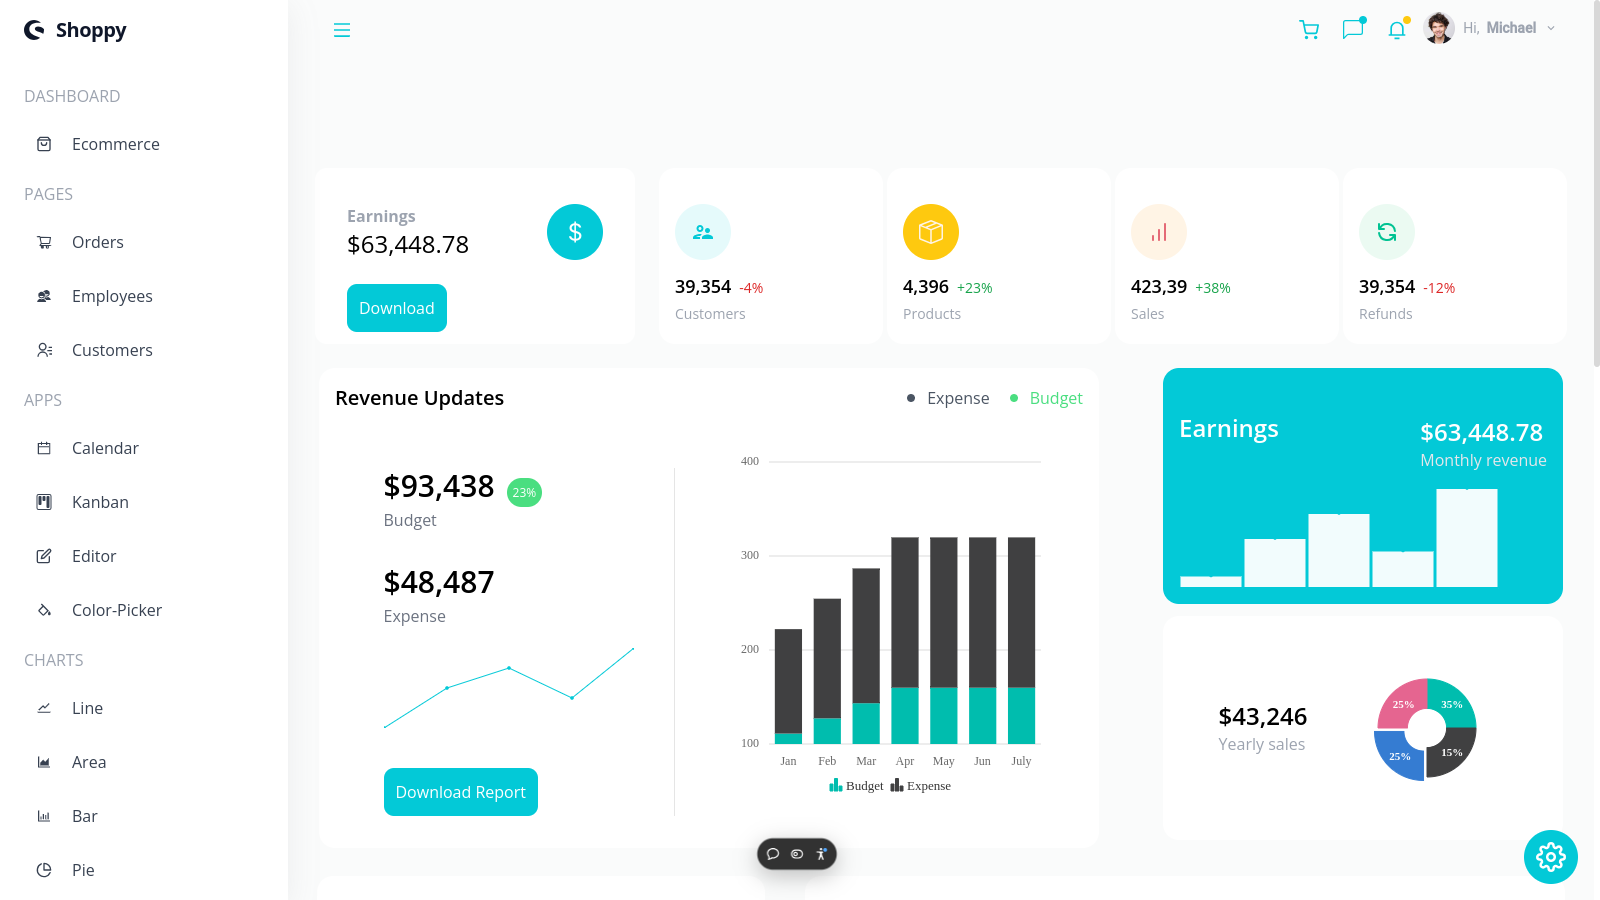 Shoppy
Hi, Michael
DASHBOARD
Ecommerce
PAGES
Orders
Employees
Customers
APPS
Calendar
Kanban
Editor
Color-Picker
CHARTS
Line
Area
Bar
Pie
Earnings
$63,448.78
$
Download
39,354 -4%
Customers
4,396 +23%
Products
423,39 +38%
Sales
39,354 -12%
Refunds
Revenue Updates
Expense
Budget
$93,438 23%
Budget
$48,487
Expense
Download Report
400
300
200
100
Jan Feb Mar Apr May Jun July
Budget Expense
Earnings
$63,448.78
Monthly revenue
$43,246
Yearly sales
25% 35%
25% 15%